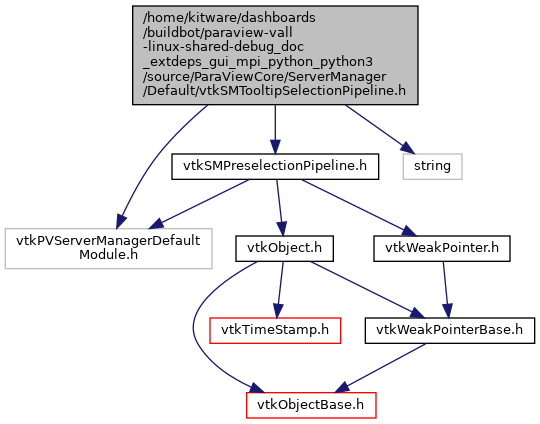 /home/kitware/dashboards
/buildbot/paraview-vall
-linux-shared-debug_doc
_extdeps_gui_mpi_python_python3
/source/ParaViewCore/ServerManager
/Default/vtkSMTooltipSelectionPipeline.h
vtkSMPreselectionPipeline.h
string
vtkPVServerManagerDefault
Module.h
vtkObject.h
vtkWeakPointer.h
vtkTimeStamp.h
vtkWeakPointerBase.h
vtkObjectBase.h